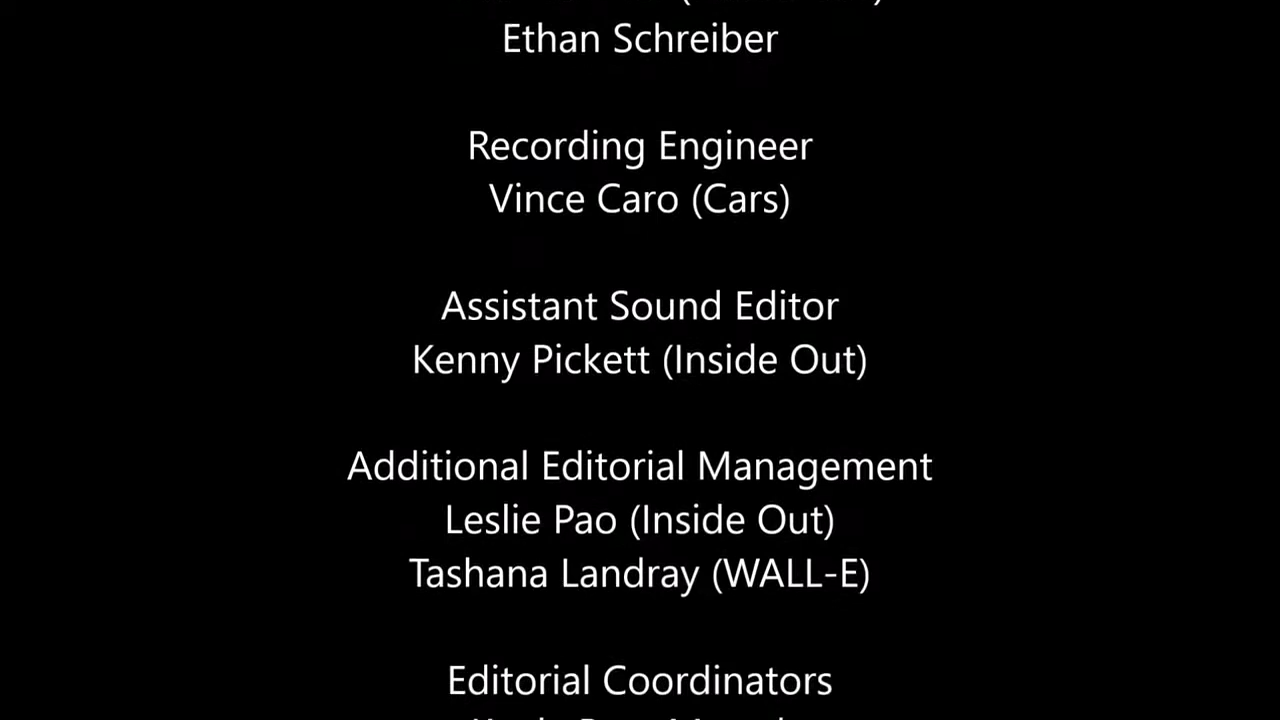 Ethan Schreiber
Recording Engineer
Vince Caro (Cars)
Assistant Sound Editor
Kenny Pickett (Inside Out)
Additional Editorial Management
Leslie Pao (Inside Out)
Tashana Landray (WALL-E)
Editorial Coordinators